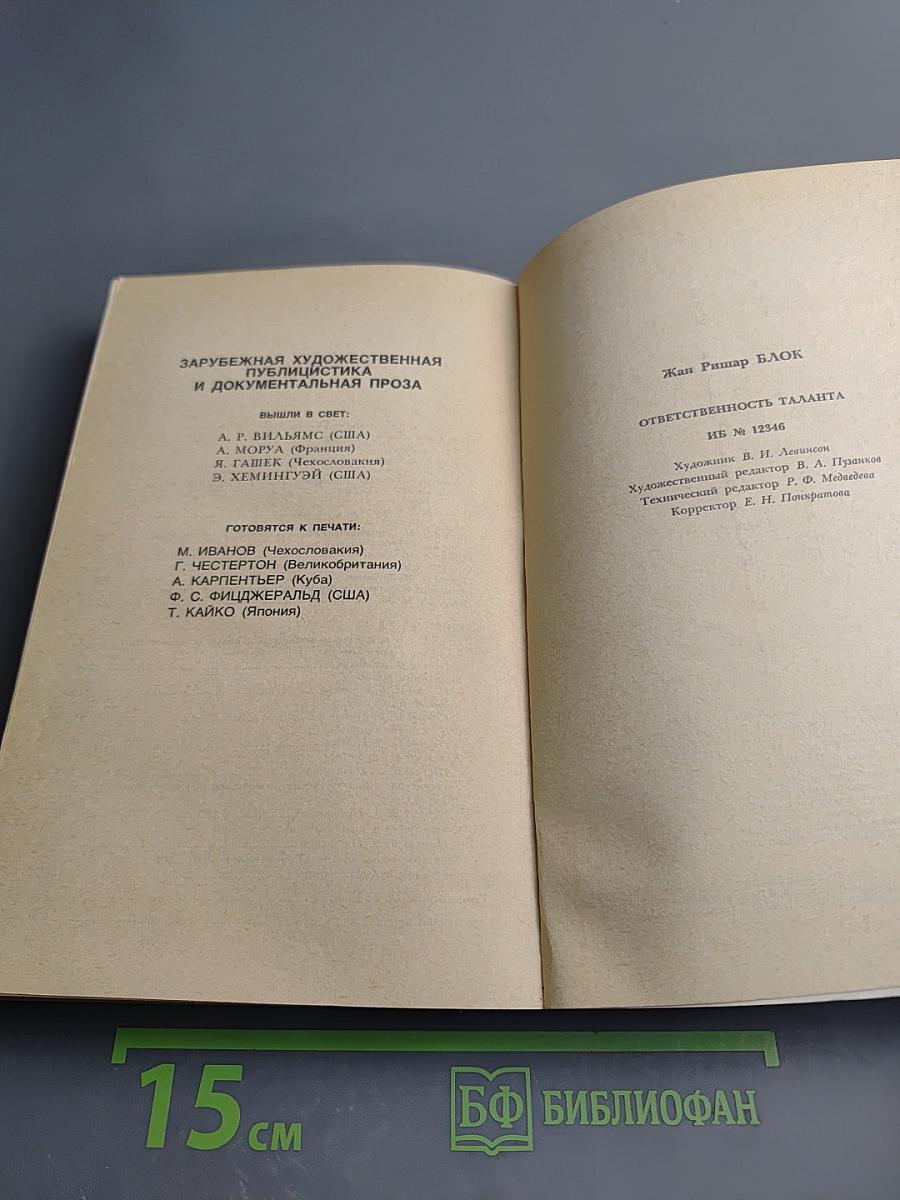 ЗАРУБЕЖНАЯ ХУДОЖЕСТВЕННАЯ
ПУБЛИЦИСТИКА
И ДОКУМЕНТАЛЬНАЯ ПРОЗА
ВЫШЛИ В СВЕТ:
А. Р. ВИЛЬЯМС (США)
А. МОРУА (Франция)
Я. ГАШЕК (Чехословакия)
Э. ХЕМИНГУЭЙ (США)
ГОТОВЯТСЯ К ПЕЧАТИ:
М. ИВАНОВ (Чехословакия)
Г. ЧЕСТЕРТОН (Великобритания)
А. КАРПЕНТЬЕР (Куба)
Ф. С. ФИЦДЖЕРАЛЬД (США)
Т. КАЙКО (Япония)
Жан Ришар БЛОК
ОТВЕТСТВЕННОСТЬ ТАЛАНТА
ИБ № 12346
Художник В. И. Левинсон
Художественный редактор В. А. Пузанков
Технический редактор Р. Ф. Медведева
Корректор Е. Н. Понкратова
15 см
БФ БИБЛИОФАН